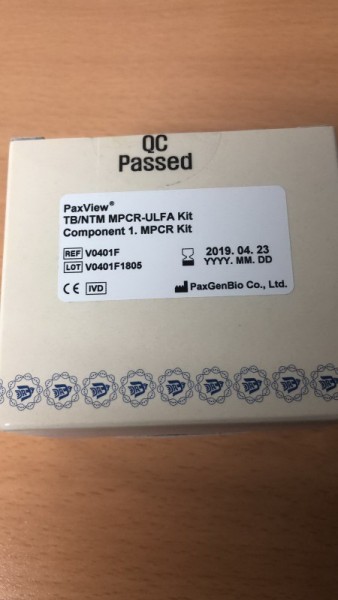 QC
Passed
PaxView®
TB/NTM MPCR-ULFA Kit
Component 1. MPCR Kit
REF V0401F
2019. 04. 23
LOT V0401F1805
YYYY. MM. DD
CE IVD
PaxGenBio Co., Ltd.